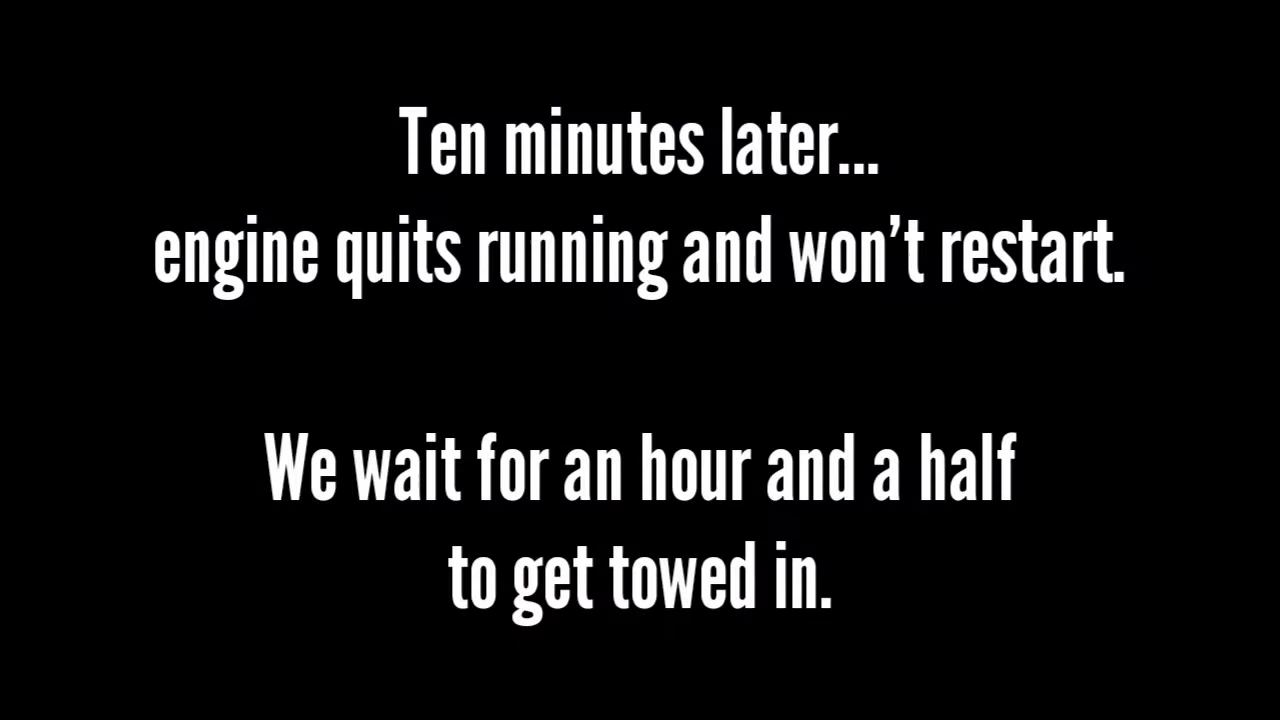 Ten minutes later...
engine quits running and won’t restart.
We wait for an hour and a half
to get towed in.